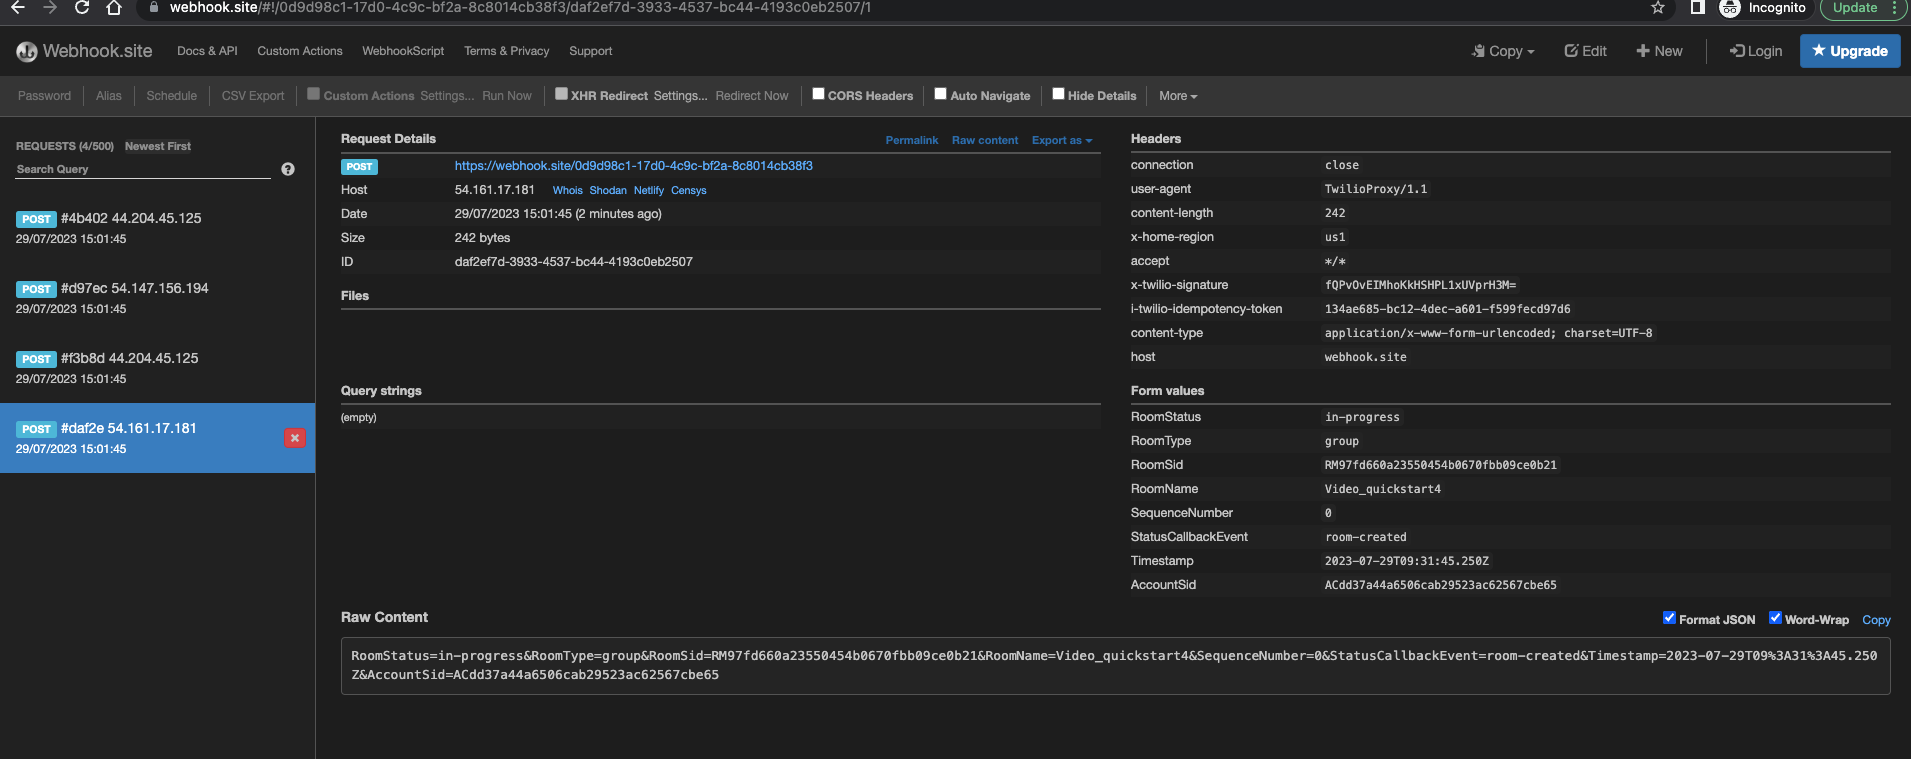 webhook.site/#!/0d9d98c1-17d0-4c9c-bf2a-8c8014cb38f3/daf2ef7d-3933-4537-bc44-4193c0eb2507/1
Incognito
Update
Webhook.site
Docs & API
Custom Actions
WebhookScript
Terms & Privacy
Support
Copy
Edit
New
Login
Upgrade
Password
Alias
Schedule
CSV Export
Custom Actions
Settings...
Run Now
XHR Redirect
Settings...
Redirect Now
CORS Headers
Auto Navigate
Hide Details
More
REQUESTS (4/500)
Newest First
Search Query
?
POST #4b402 44.204.45.125
29/07/2023 15:01:45
POST #d97ec 54.147.156.194
29/07/2023 15:01:45
POST #f3b8d 44.204.45.125
29/07/2023 15:01:45
POST #daf2e 54.161.17.181
29/07/2023 15:01:45
Request Details
Permalink
Raw content
Export as
POST https://webhook.site/0d9d98c1-17d0-4c9c-bf2a-8c8014cb38f3
Host 54.161.17.181 Whois Shodan Netlify Censys
Date 29/07/2023 15:01:45 (2 minutes ago)
Size 242 bytes
ID daf2ef7d-3933-4537-bc44-4193c0eb2507
Files
Query strings
(empty)
Headers
connection close
user-agent TwilioProxy/1.1
content-length 242
x-home-region us1
accept */*
x-twilio-signature fQPvOvEIMhoKkHSHPL1xUVprH3M=
i-twilio-idempotency-token 134ae685-bc12-4dec-a601-f599fecd97d6
content-type application/x-www-form-urlencoded; charset=UTF-8
host webhook.site
Form values
RoomStatus in-progress
RoomType group
RoomSid RM97fd660a23550454b0670fbb09ce0b21
RoomName Video_quickstart4
SequenceNumber 0
StatusCallbackEvent room-created
Timestamp 2023-07-29T09:31:45.250Z
AccountSid ACdd37a44a6506cab29523ac62567cbe65
Raw Content
Format JSON
Word-Wrap
Copy
RoomStatus=in-progress&RoomType=group&RoomSid=RM97fd660a23550454b0670fbb09ce0b21&RoomName=Video_quickstart4&SequenceNumber=0&StatusCallbackEvent=room-created&Timestamp=2023-07-29T09%3A31%3A45.250
Z&AccountSid=ACdd37a44a6506cab29523ac62567cbe65